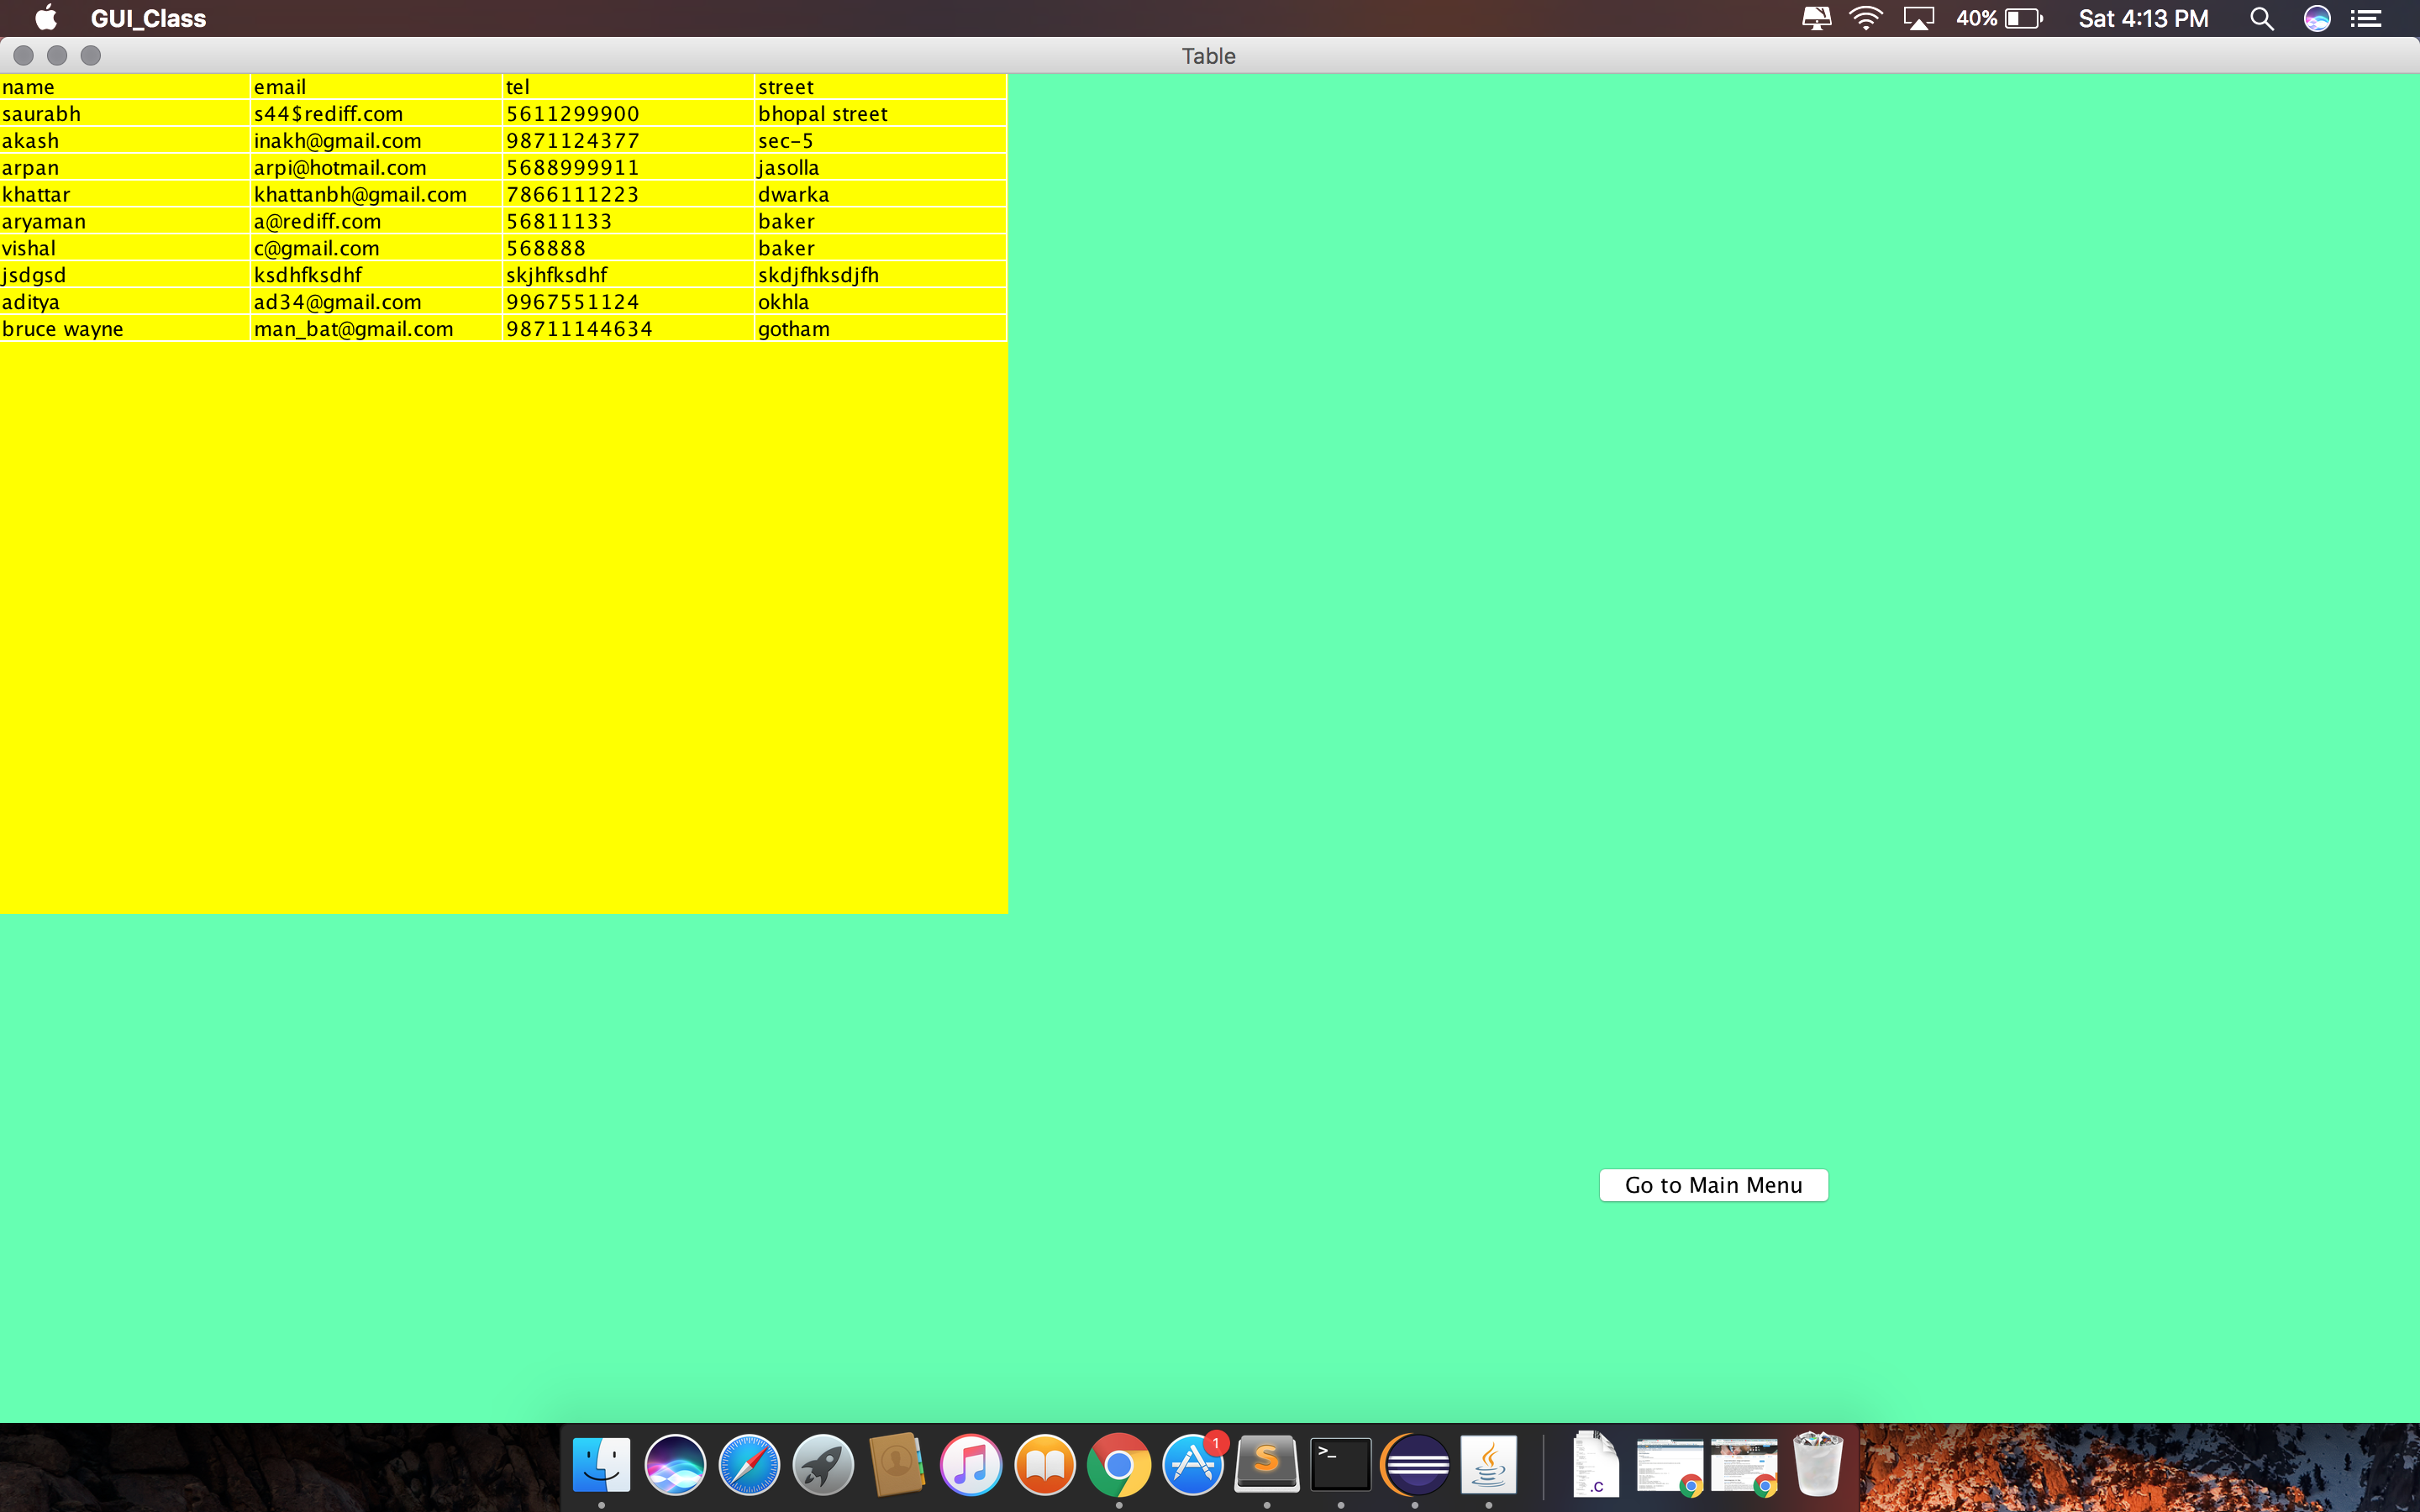 GUI_Class 40% Sat 4:13 PM
Table
name email tel street
saurabh s44$rediff.com 5611299900 bhopal street
akash inakh@gmail.com 9871124377 sec-5
arpan arpi@hotmail.com 5688999911 jasolla
khattar khattanbh@gmail.com 7866111223 dwarka
aryaman a@rediff.com 56811133 baker
vishal c@gmail.com 568888 baker
jsdgsd ksdhfksdhf skjhfksdhf skdjfhksdjfh
aditya ad34@gmail.com 9967551124 okhla
bruce wayne man_bat@gmail.com 98711144634 gotham
Go to Main Menu
1
S
>_
.C